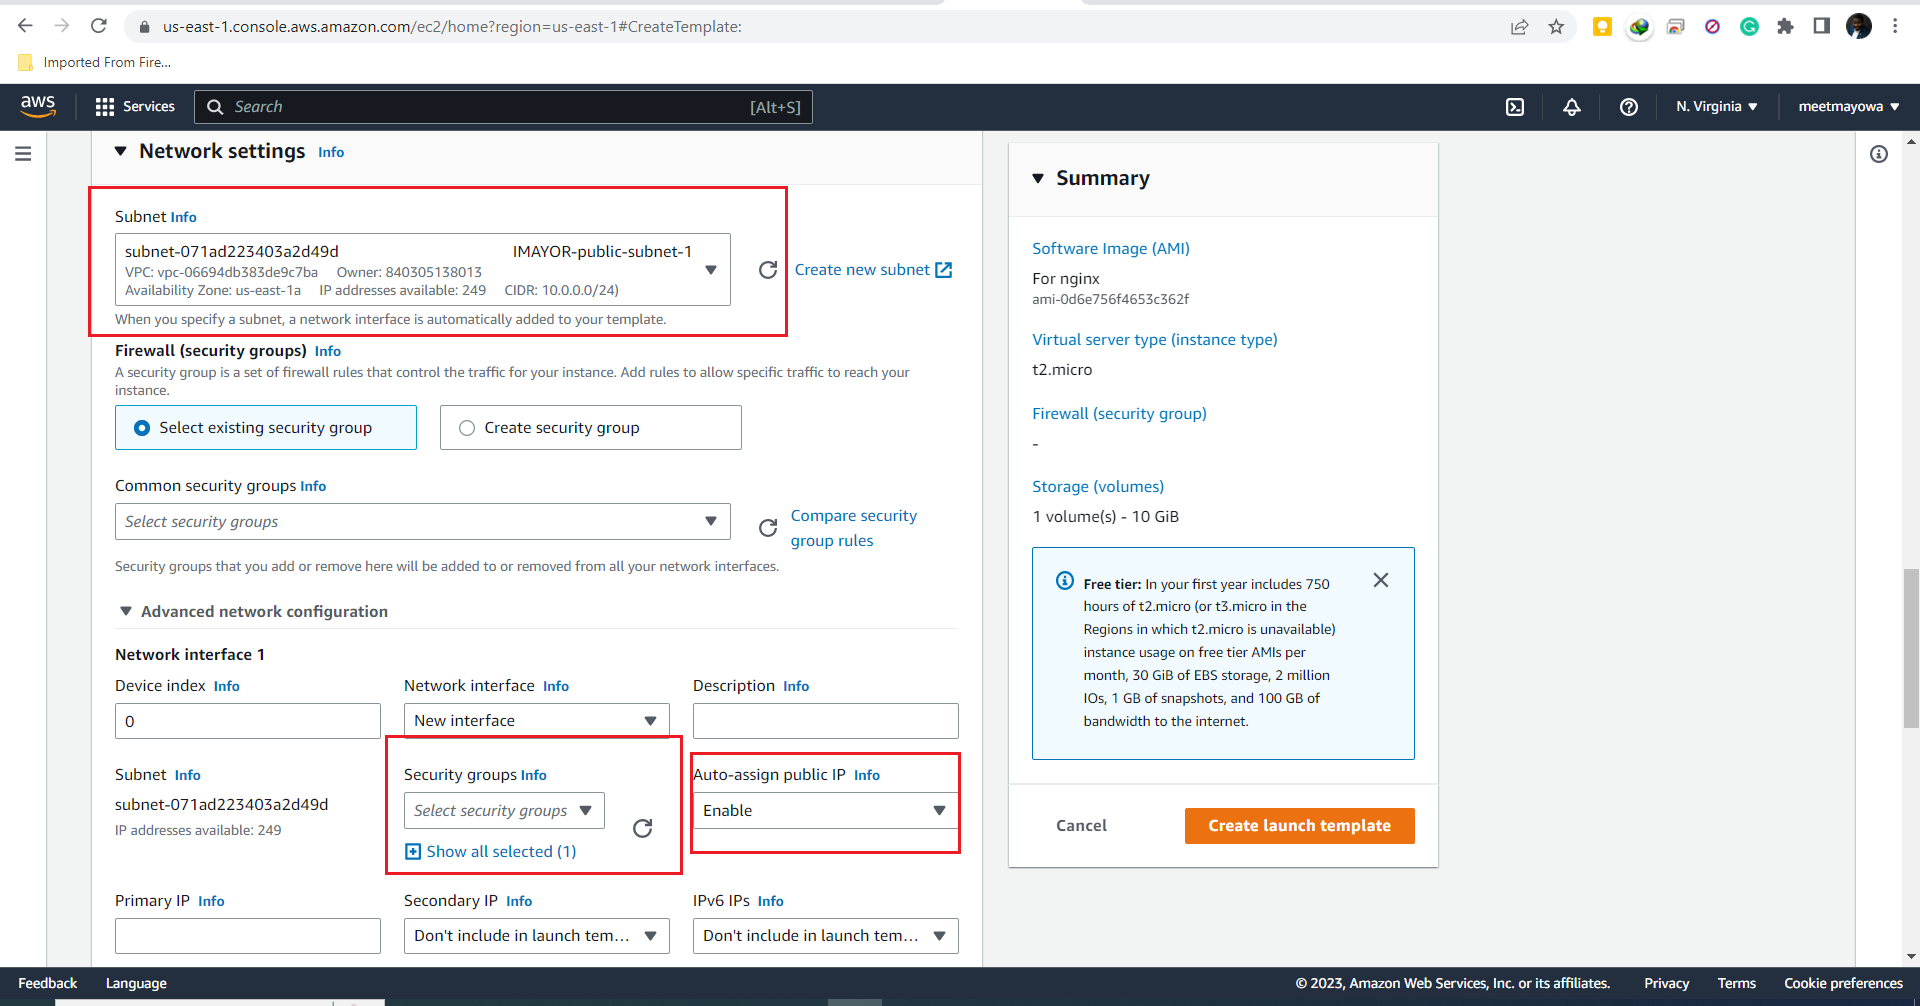 us-east-1.console.aws.amazon.com/ec2/home?region=us-east-1#CreateTemplate:
Imported From Fire...
aws
Services
Search
[Alt+S]
N. Virginia
meetmayowa
Network settings Info
Subnet Info
subnet-071ad223403a2d49d IMAYOR-public-subnet-1
VPC: vpc-06694db383de9c7ba Owner: 840305138013
Availability Zone: us-east-1a IP addresses available: 249 CIDR: 10.0.0.0/24)
Create new subnet
When you specify a subnet, a network interface is automatically added to your template.
Firewall (security groups) Info
A security group is a set of firewall rules that control the traffic for your instance. Add rules to allow specific traffic to reach your
instance.
Select existing security group
Create security group
Common security groups Info
Select security groups
Compare security
group rules
Security groups that you add or remove here will be added to or removed from all your network interfaces.
Advanced network configuration
Network interface 1
Device index Info
0
Network interface Info
New interface
Description Info
Subnet Info
subnet-071ad223403a2d49d
IP addresses available: 249
Security groups Info
Select security groups
Show all selected (1)
Auto-assign public IP Info
Enable
Primary IP Info
Secondary IP Info
Don't include in launch tem...
IPv6 IPs Info
Don't include in launch tem...
Summary
Software Image (AMI)
For nginx
ami-0d6e756f4653c362f
Virtual server type (instance type)
t2.micro
Firewall (security group)
-
Storage (volumes)
1 volume(s) - 10 GiB
Free tier: In your first year includes 750
hours of t2.micro (or t3.micro in the
Regions in which t2.micro is unavailable)
instance usage on free tier AMIs per
month, 30 GiB of EBS storage, 2 million
IOs, 1 GB of snapshots, and 100 GB of
bandwidth to the internet.
Cancel
Create launch template
Feedback
Language
© 2023, Amazon Web Services, Inc. or its affiliates.
Privacy
Terms
Cookie preferences